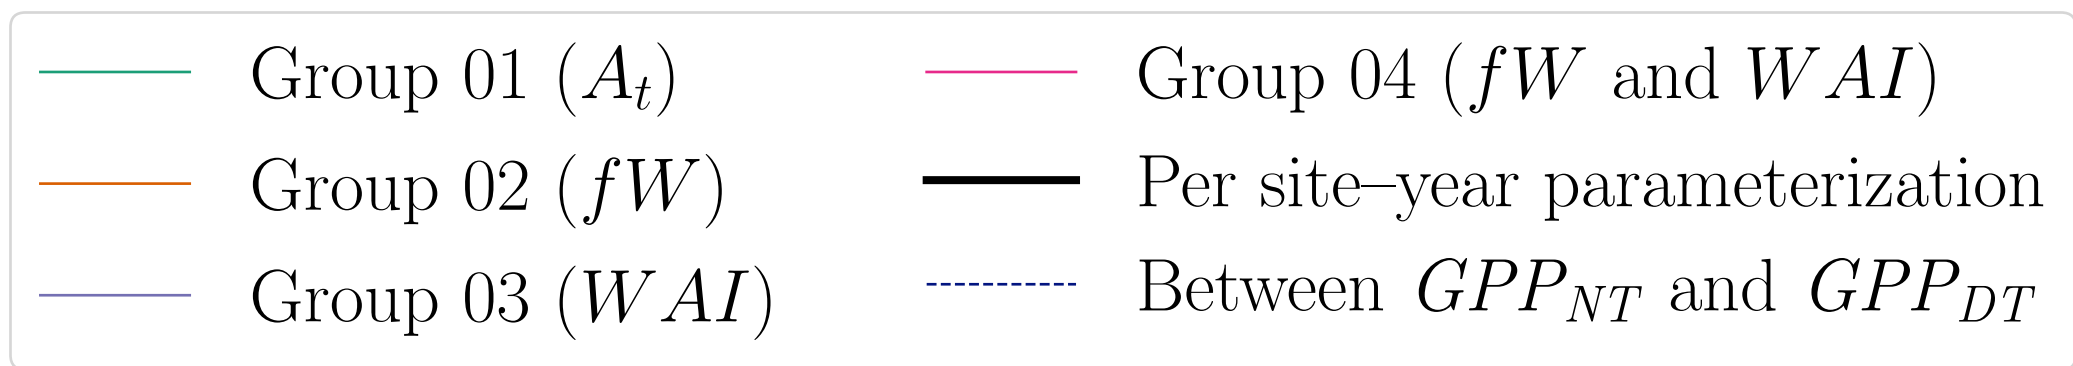 Group 01 (A_t)
Group 02 (fW)
Group 03 (WAI)
Group 04 (fW and WAI)
Per site–year parameterization
Between GPP_NT and GPP_DT